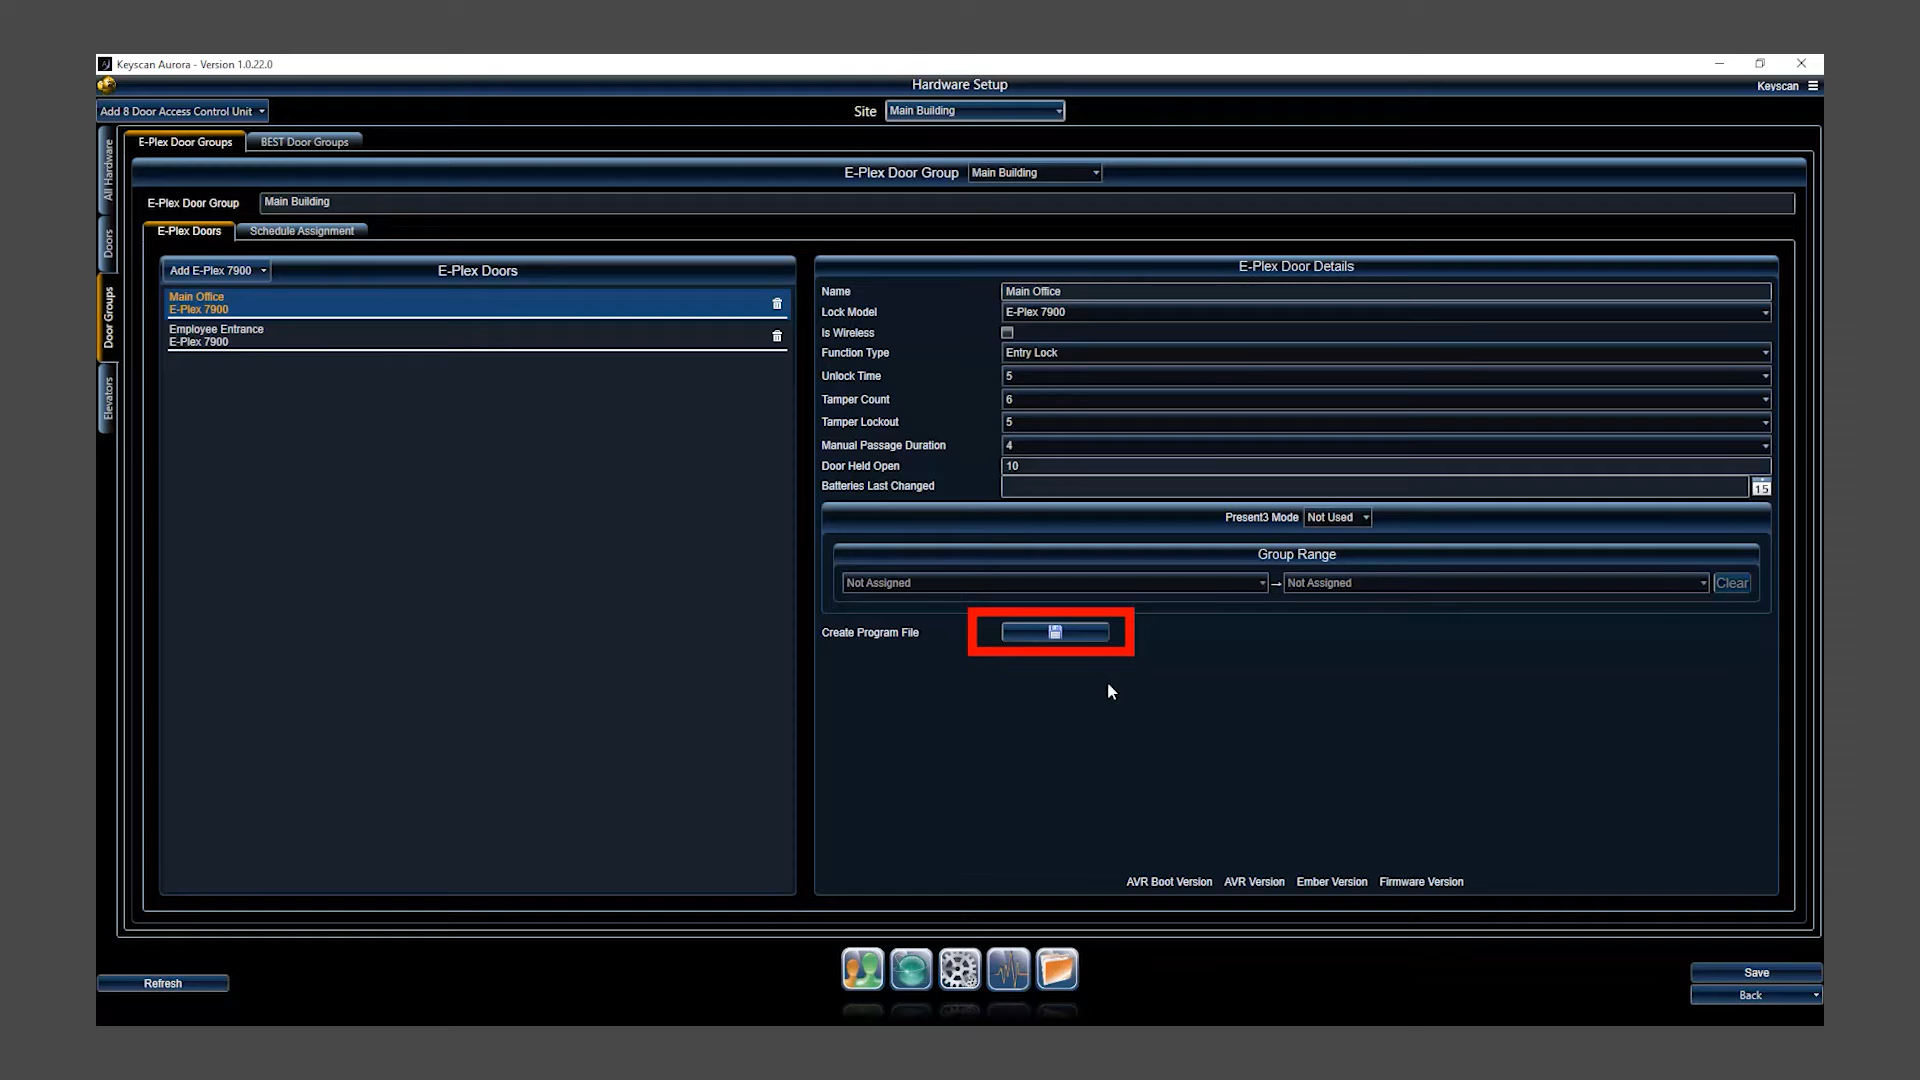 Keyscan Aurora - Version 1.0.22.0
Hardware Setup
Keyscan
Add 8 Door Access Control Unit
Site Main Building
All Hardware
Doors
Door Groups
Elevators
E-Plex Door Groups
BEST Door Groups
E-Plex Door Group Main Building
E-Plex Door Group Main Building
E-Plex Doors
Schedule Assignment
Add E-Plex 7900
E-Plex Doors
Main Office
E-Plex 7900
Employee Entrance
E-Plex 7900
E-Plex Door Details
Name Main Office
Lock Model E-Plex 7900
Is Wireless
Function Type Entry Lock
Unlock Time 5
Tamper Count 6
Tamper Lockout 5
Manual Passage Duration 4
Door Held Open 10
Batteries Last Changed 15
Present3 Mode Not Used
Group Range
Not Assigned → Not Assigned Clear
Create Program File
AVR Boot Version AVR Version Ember Version Firmware Version
Refresh
Save
Back